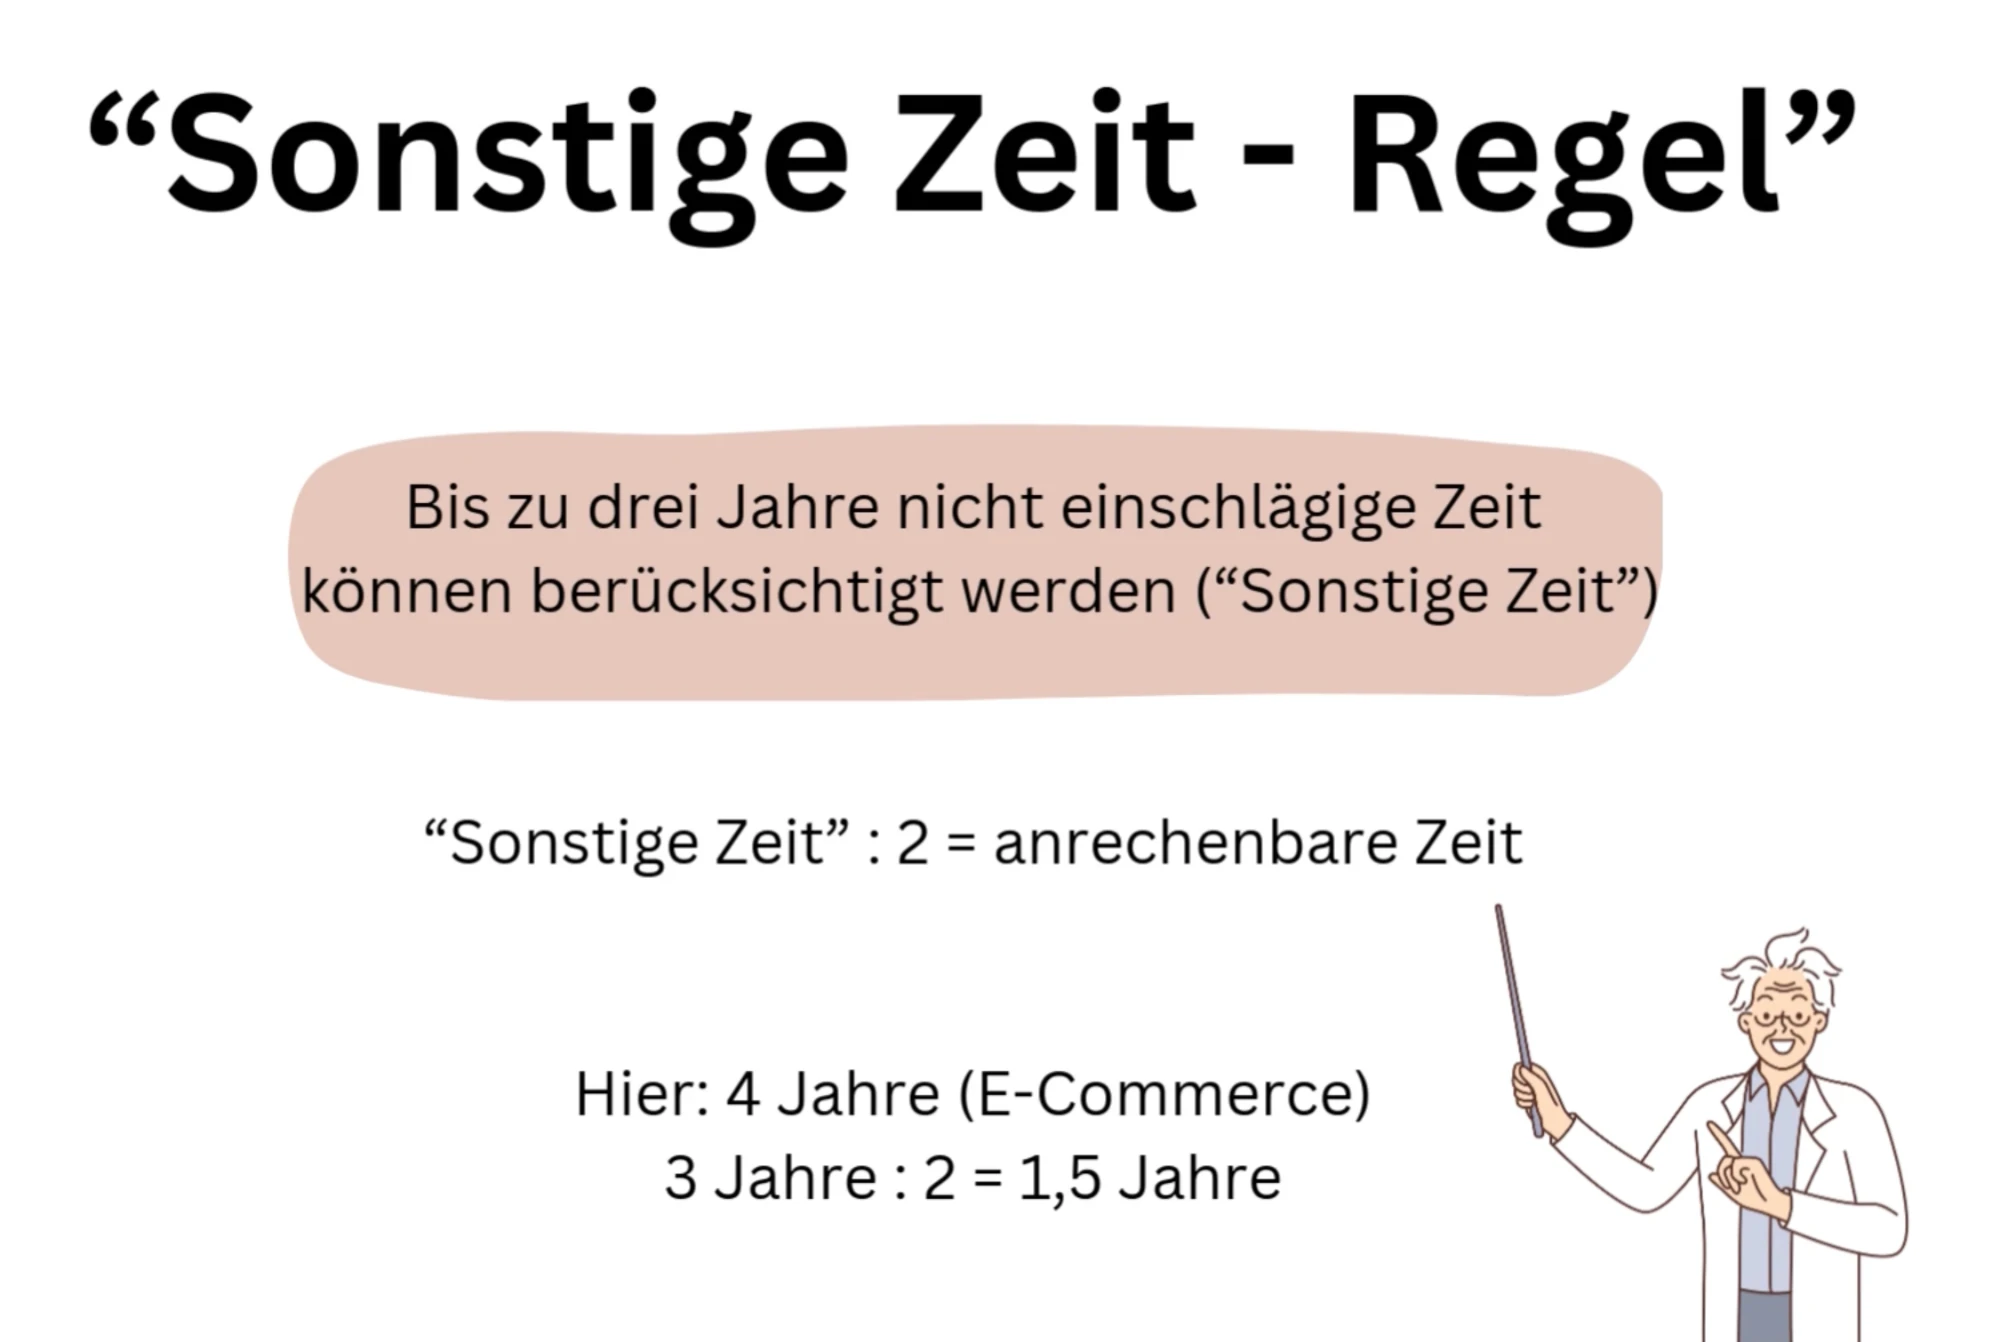 “Sonstige Zeit - Regel”
Bis zu drei Jahre nicht einschlägige Zeit
können berücksichtigt werden (“Sonstige Zeit”)
“Sonstige Zeit” : 2 = anrechenbare Zeit
Hier: 4 Jahre (E-Commerce)
3 Jahre : 2 = 1,5 Jahre